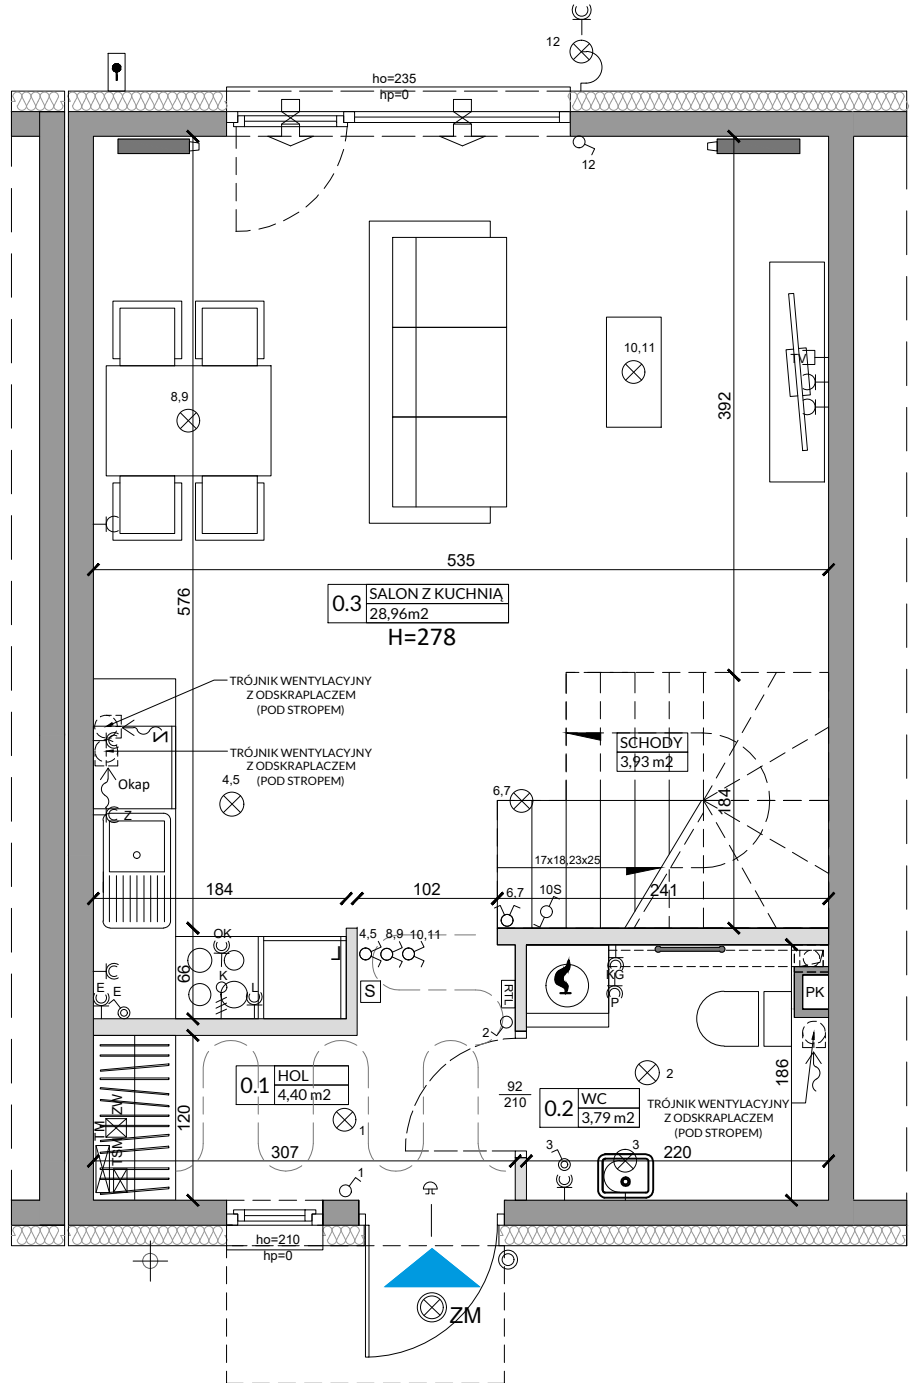 12
ho=235
hp=0
12
10,11
TV
8,9
392
535
576
0.3
SALON Z KUCHNIĄ
28,96m2
H=278
TRÓJNIK WENTYLACYJNY
Z ODSKRAPLACZEM
(POD STROPEM)
TRÓJNIK WENTYLACYJNY
Z ODSKRAPLACZEM
(POD STROPEM)
SCHODY
3,93 m2
Okap
4,5
6,7
184
Z
17x18,23x25
184
102
6,7
10S
241
OK
4,5
8,9
10,11
66
K
L
L
S
RTL
KG
P
PK
E
E
2
0.1
HOL
4,40 m2
92
210
0.2
WC
3,79 m2
2
186
TRÓJNIK WENTYLACYJNY
Z ODSKRAPLACZEM
(POD STROPEM)
120
ZW
TM
TSM
1
307
3
3
220
1
ho=210
hp=0
ZM